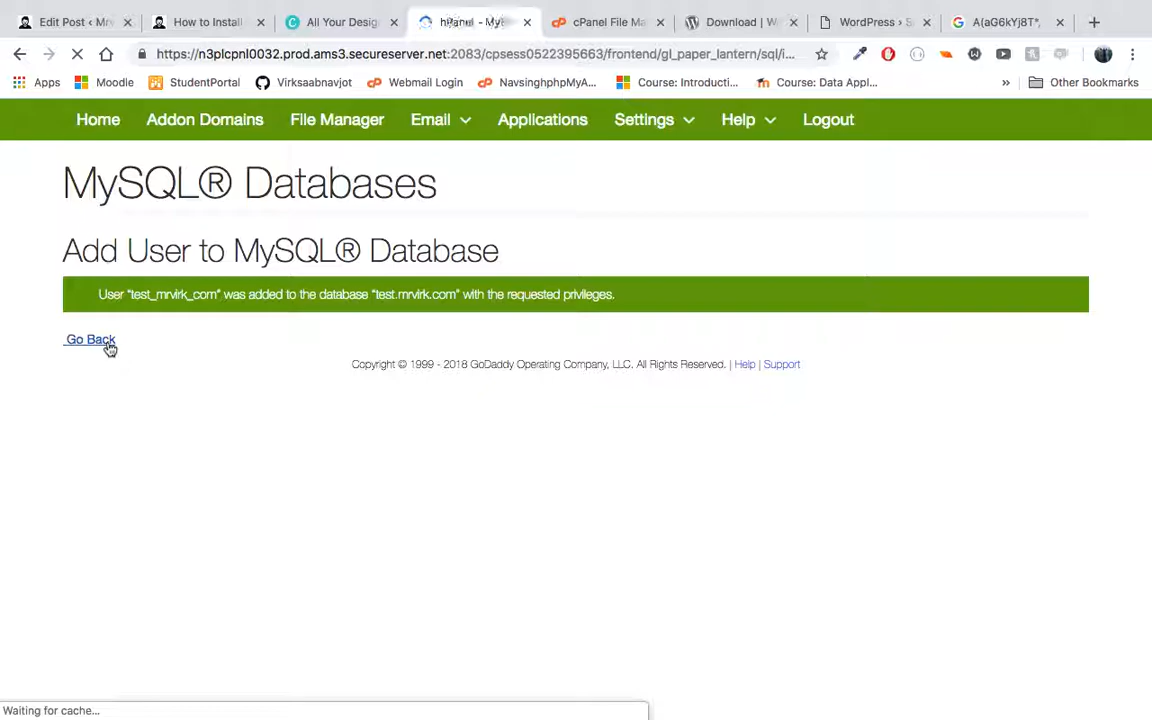 Edit Post ‹ Mr
How to Install
All Your Design
cPanel File Ma
Download | W
WordPress › S
A(aG6kYj8T*,
https://n3plcpnl0032.prod.ams3.secureserver.net:2083/cpsess0522395663/frontend/gl_paper_lantern/sql/i...
Apps Moodle StudentPortal Virksaabnavjot Webmail Login NavsinghphpMyA... Course: Introducti... Course: Data Appl... » Other Bookmarks
Home Addon Domains File Manager Email Applications Settings Help Logout
MySQL® Databases
Add User to MySQL® Database
User “test_mrvirk_com” was added to the database “test.mrvirk.com” with the requested privileges.
Go Back
Copyright © 1999 - 2018 GoDaddy Operating Company, LLC. All Rights Reserved. | Help | Support
Waiting for cache...